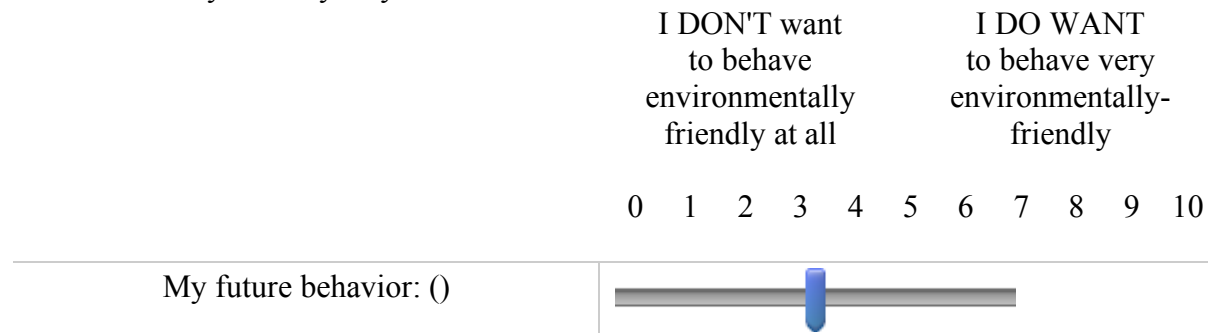 I DON'T want
to behave
environmentally
friendly at all
I DO WANT
to behave very
environmentally-
friendly
0 1 2 3 4 5 6 7 8 9 10
My future behavior: ()